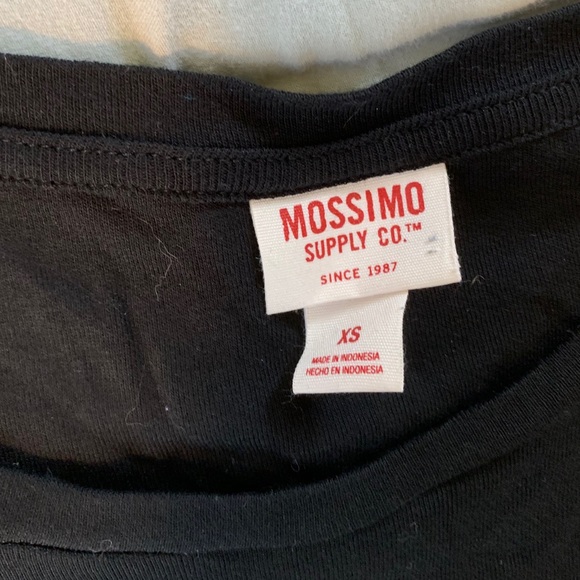 MOSSIMO
SUPPLY CO.™
SINCE 1987
XS
MADE IN INDONESIA
HECHO EN INDONESIA